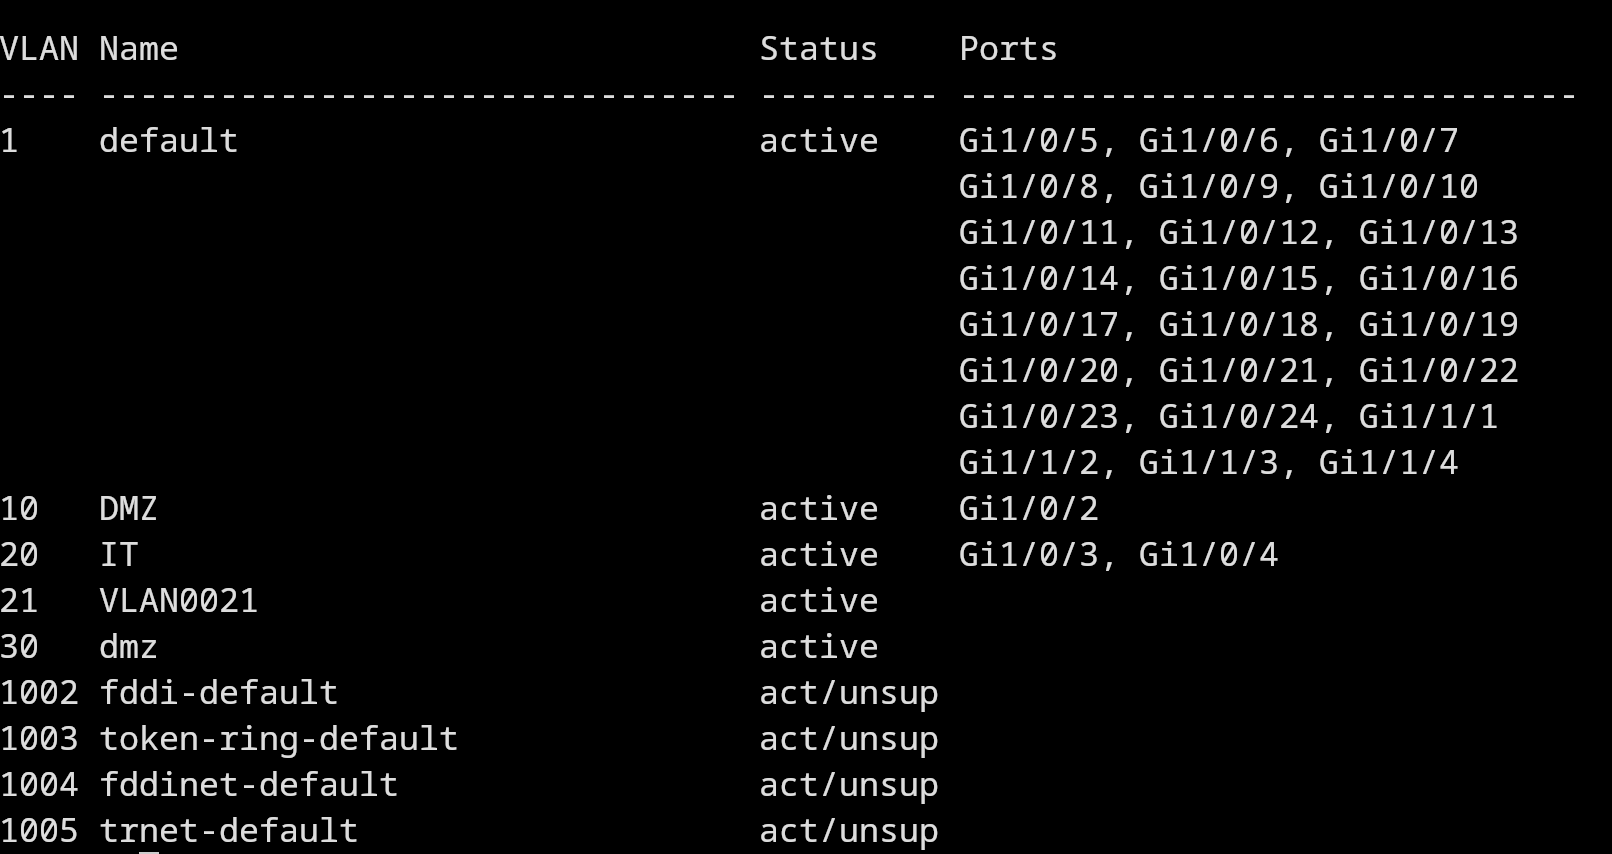 VLAN Name                             Status    Ports
---- -------------------------------- --------- -------------------------------
1    default                          active    Gi1/0/5, Gi1/0/6, Gi1/0/7
                                                Gi1/0/8, Gi1/0/9, Gi1/0/10
                                                Gi1/0/11, Gi1/0/12, Gi1/0/13
                                                Gi1/0/14, Gi1/0/15, Gi1/0/16
                                                Gi1/0/17, Gi1/0/18, Gi1/0/19
                                                Gi1/0/20, Gi1/0/21, Gi1/0/22
                                                Gi1/0/23, Gi1/0/24, Gi1/1/1
                                                Gi1/1/2, Gi1/1/3, Gi1/1/4
10   DMZ                              active    Gi1/0/2
20   IT                               active    Gi1/0/3, Gi1/0/4
21   VLAN0021                         active
30   dmz                              active
1002 fddi-default                     act/unsup
1003 token-ring-default               act/unsup
1004 fddinet-default                  act/unsup
1005 trnet-default                    act/unsup